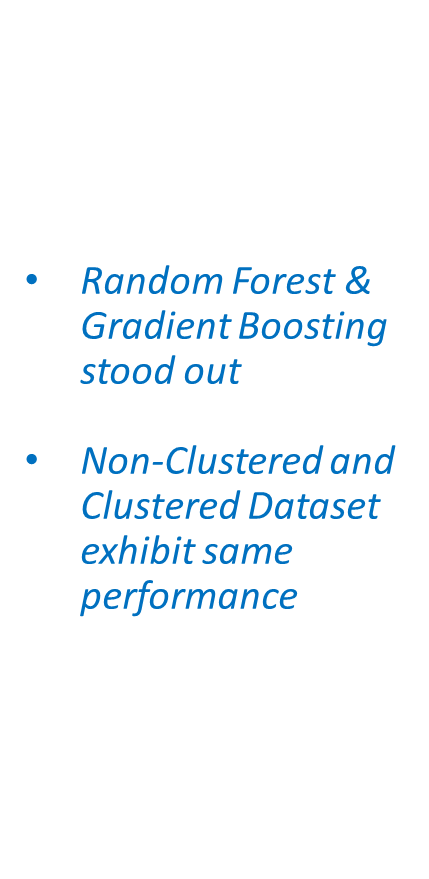 • Random Forest &
Gradient Boosting
stood out
• Non-Clustered and
Clustered Dataset
exhibit same
performance